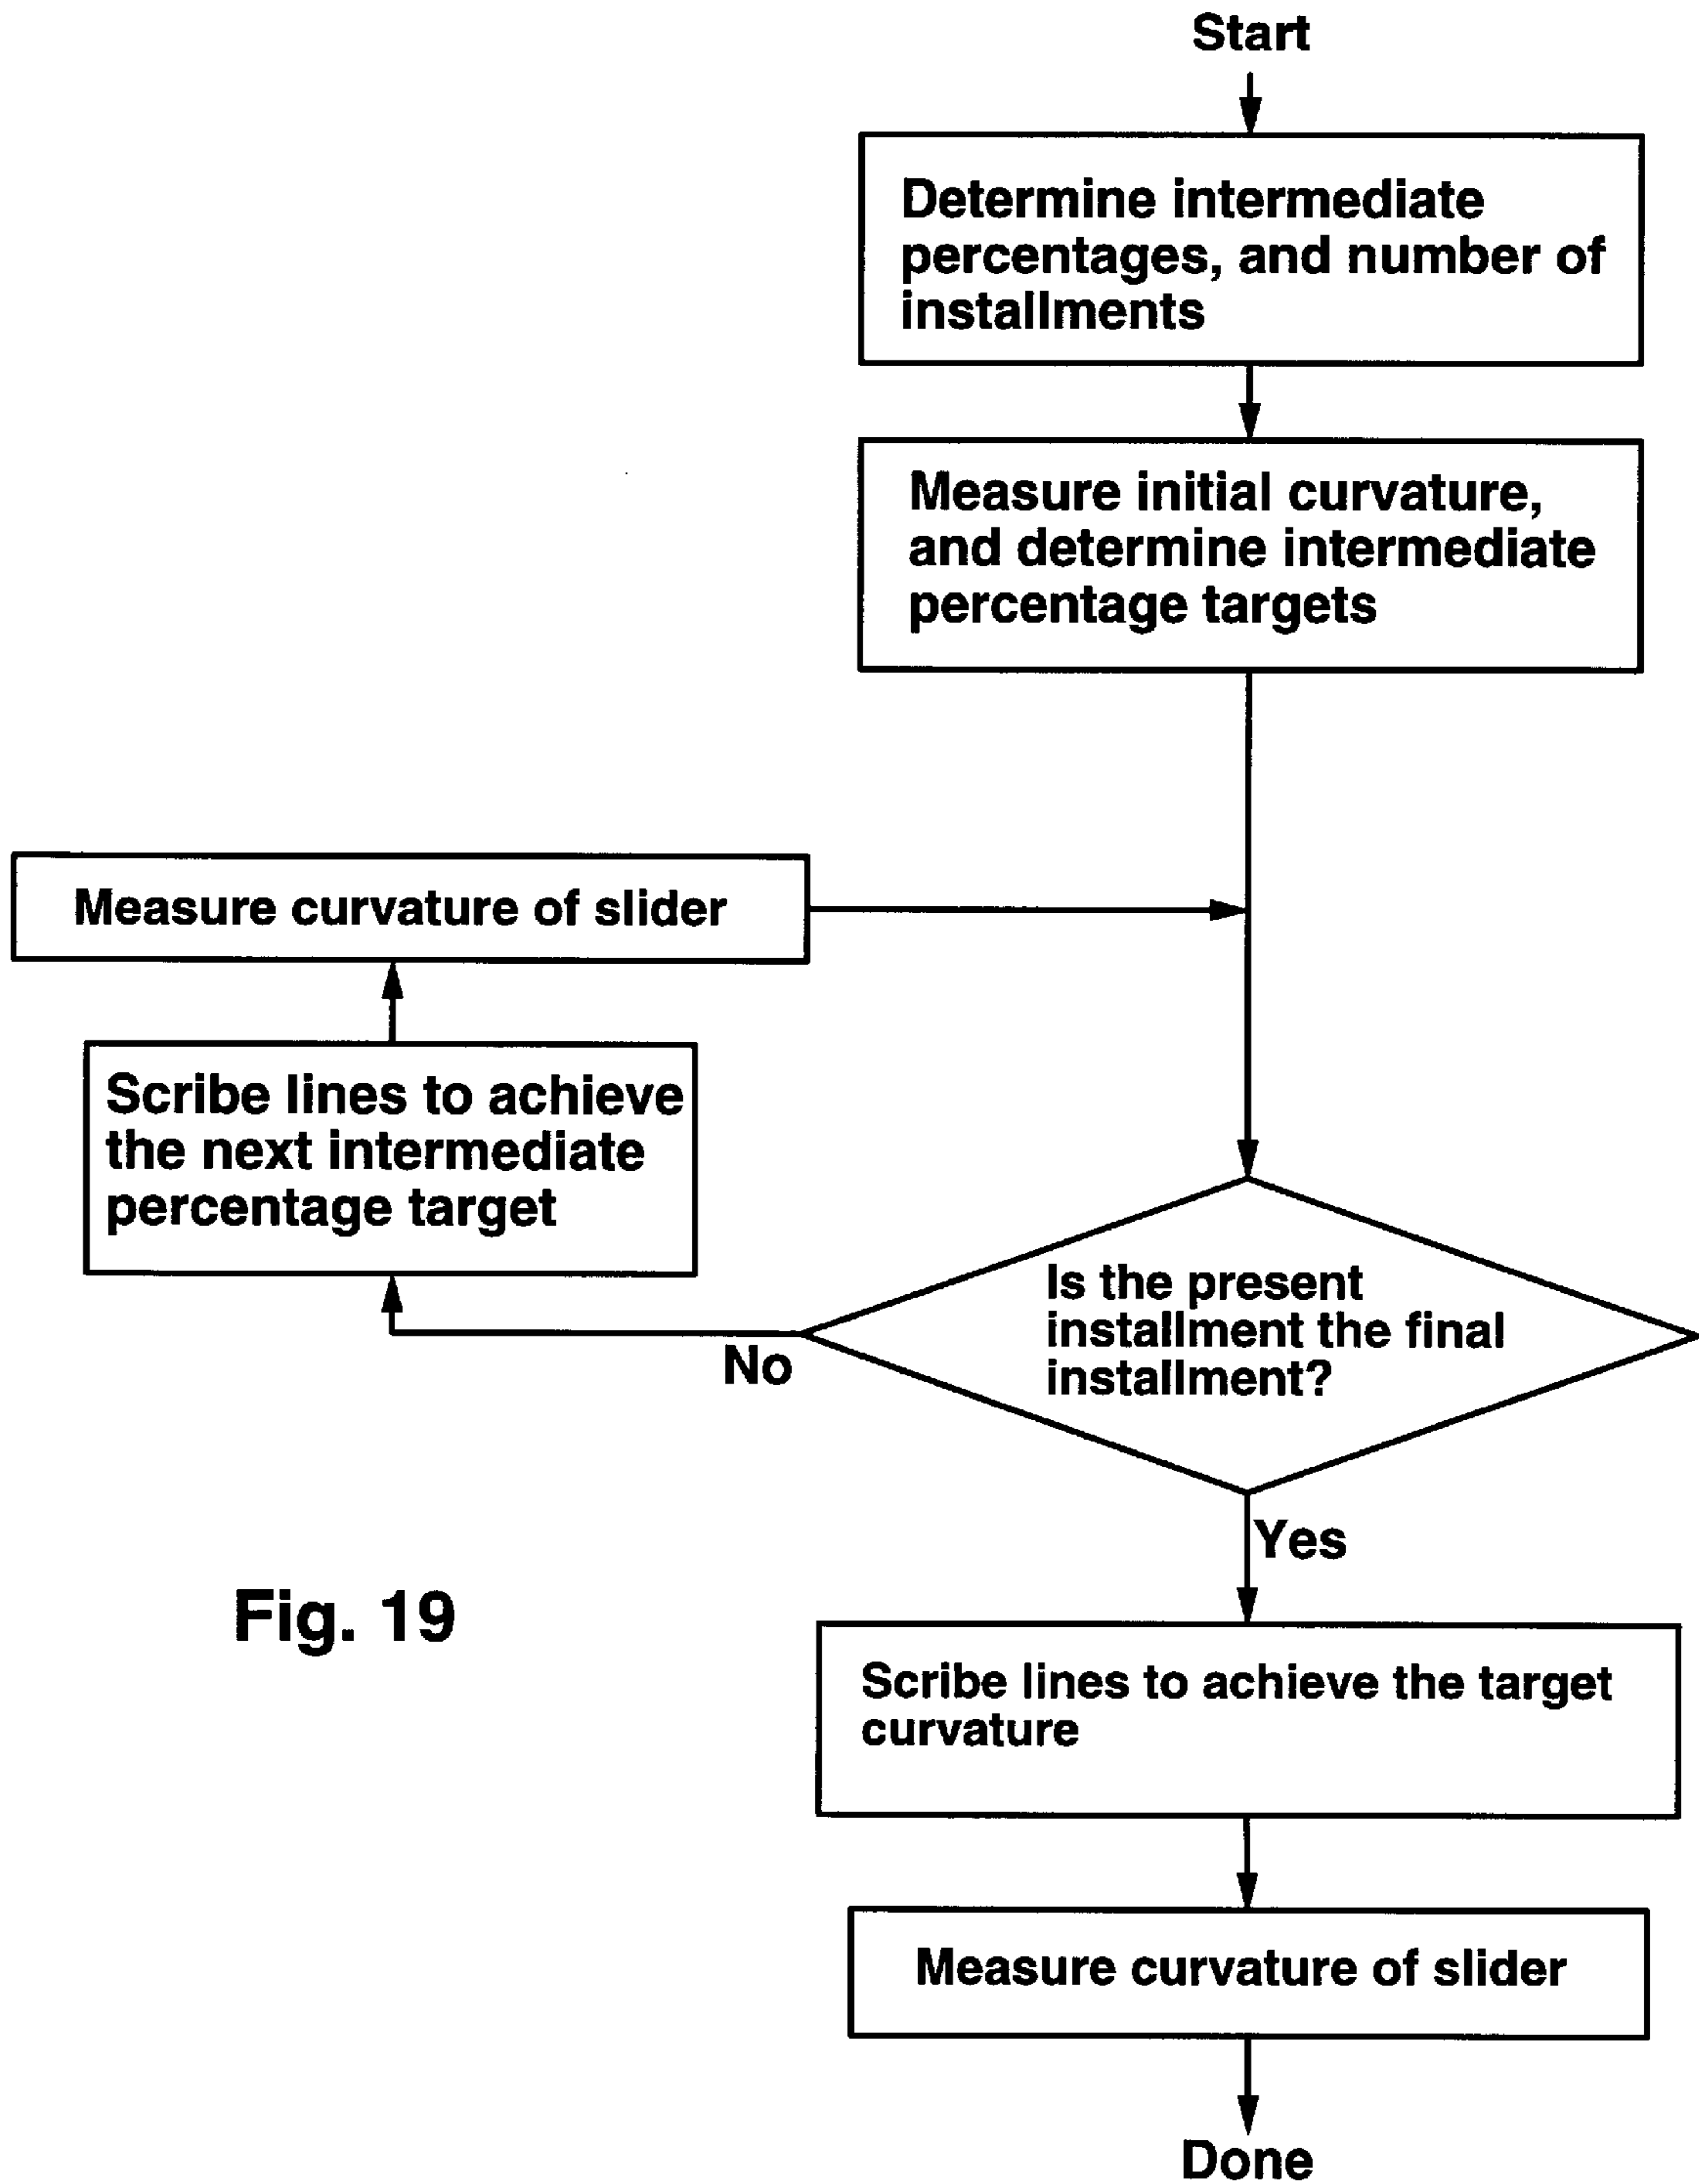 Start
Determine intermediate
percentages, and number of
installments
Measure initial curvature,
and determine intermediate
percentage targets
Measure curvature of slider
Scribe lines to achieve
the next intermediate
percentage target
Is the present
installment the final
installment?
No
Yes
Fig. 19
Scribe lines to achieve the target
curvature
Measure curvature of slider
Done